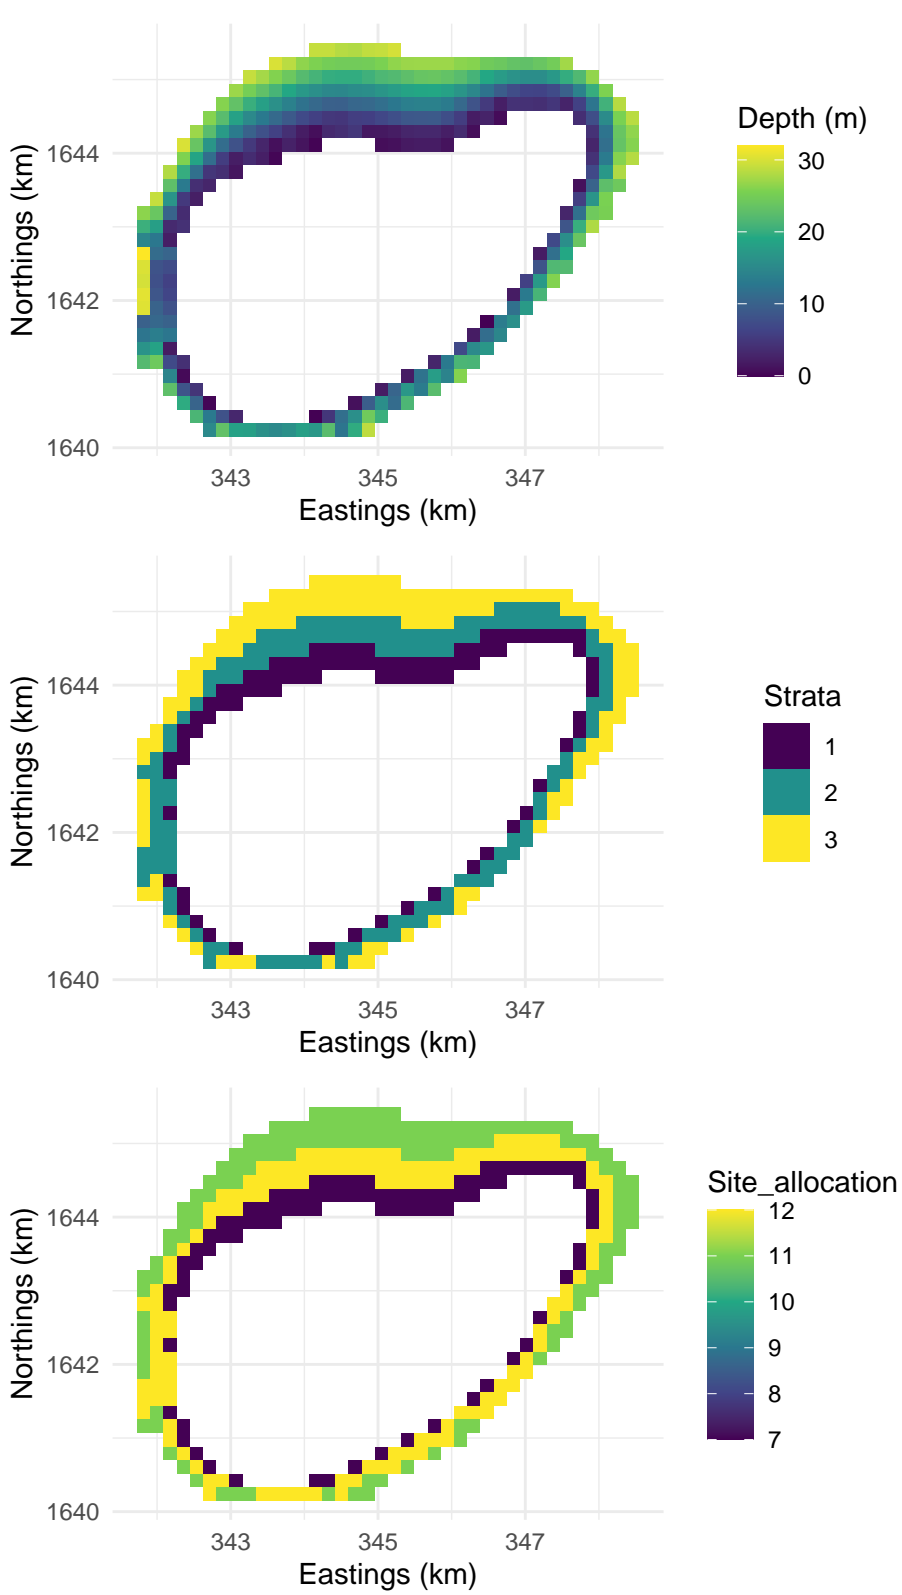 Northings (km)
1644
1642
1640
343 345 347
Eastings (km)
Depth (m)
30
20
10
0
Northings (km)
1644
1642
1640
343 345 347
Eastings (km)
Strata
1
2
3
Northings (km)
1644
1642
1640
343 345 347
Eastings (km)
Site_allocation
12
11
10
9
8
7